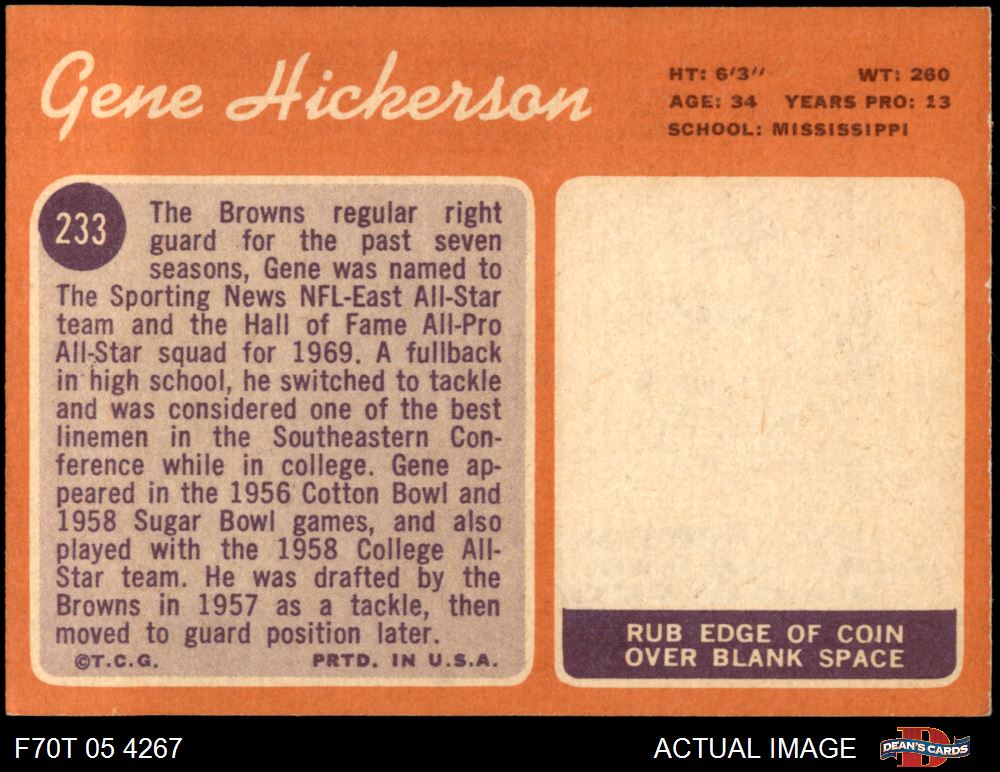 Gene Hickerson
HT: 6'3" WT: 260
AGE: 34 YEARS PRO: 13
SCHOOL: MISSISSIPPI
233
The Browns regular right
guard for the past seven
seasons, Gene was named to
The Sporting News NFL-East All-Star
team and the Hall of Fame All-Pro
All-Star squad for 1969. A fullback
in high school, he switched to tackle
and was considered one of the best
linemen in the Southeastern Con-
ference while in college. Gene ap-
peared in the 1956 Cotton Bowl and
1958 Sugar Bowl games, and also
played with the 1958 College All-
Star team. He was drafted by the
Browns in 1957 as a tackle, then
moved to guard position later.
©T.C.G. PRTD. IN U.S.A.
RUB EDGE OF COIN
OVER BLANK SPACE
F70T 05 4267 ACTUAL IMAGE D DEAN'S CARDS